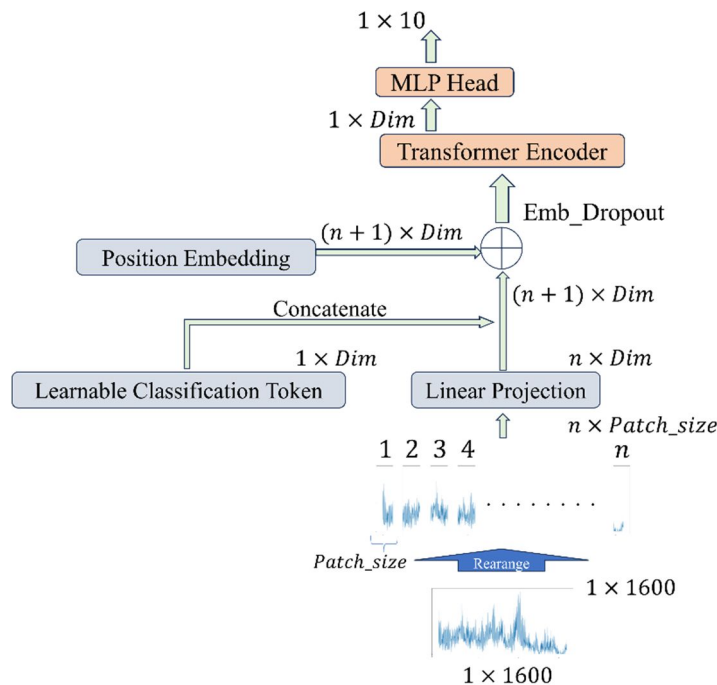 1 × 10
MLP Head
1 × Dim
Transformer Encoder
Emb_Dropout
(n + 1) × Dim
Position Embedding
(n + 1) × Dim
Concatenate
1 × Dim
n × Dim
Learnable Classification Token
Linear Projection
n × Patch_size
1 2 3 4 n
. . . . . . . .
Patch_size
Rearange
1 × 1600
1 × 1600